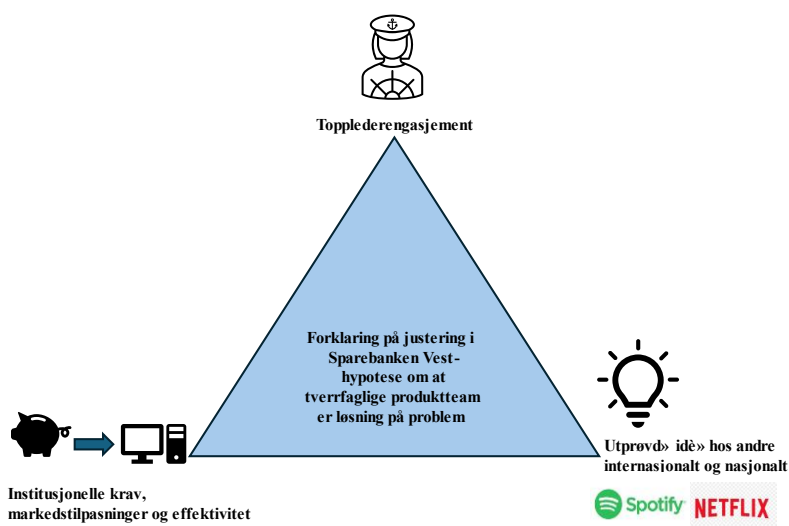 Topplederengasjement
Forklaring på justering i
Sparebanken Vest-
hypotese om at
tverrfaglige produktteam
er løsning på problem
Utprøvd» idè» hos andre
internasjonalt og nasjonalt
Institusjonelle krav,
markedstilpasninger og effektivitet
Spotify
NETFLIX